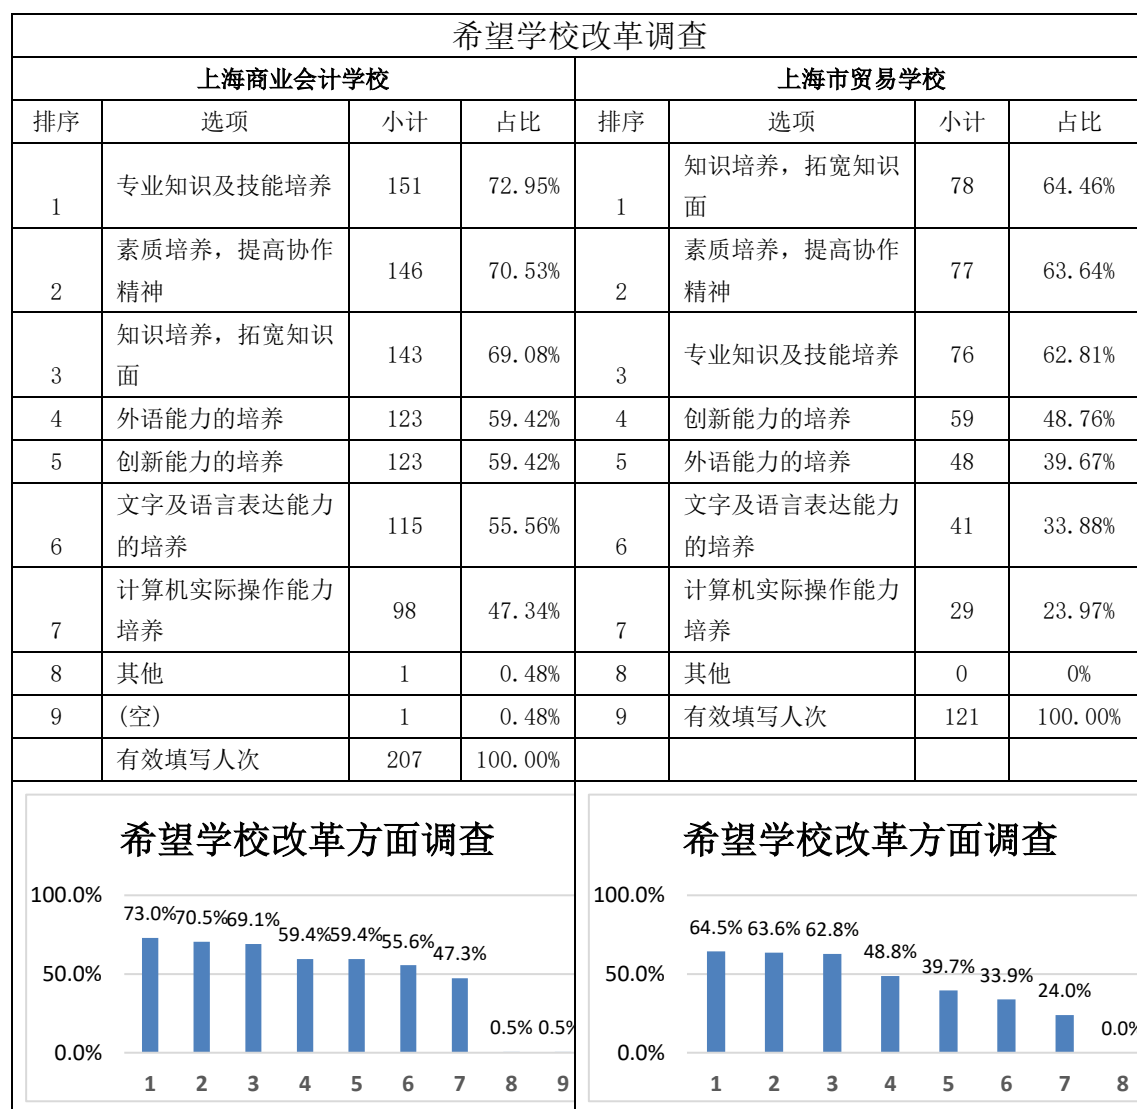 希望学校改革调查
上海商业会计学校 上海市贸易学校
排序 选项 小计 占比 排序 选项 小计 占比
1 专业知识及技能培养 151 72.95% 1 知识培养，拓宽知识
面 78 64.46%
2 素质培养，提高协作
精神 146 70.53% 2 素质培养，提高协作
精神 77 63.64%
3 知识培养，拓宽知识
面 143 69.08% 3 专业知识及技能培养 76 62.81%
4 外语能力的培养 123 59.42% 4 创新能力的培养 59 48.76%
5 创新能力的培养 123 59.42% 5 外语能力的培养 48 39.67%
6 文字及语言表达能力
的培养 115 55.56% 6 文字及语言表达能力
的培养 41 33.88%
7 计算机实际操作能力
培养 98 47.34% 7 计算机实际操作能力
培养 29 23.97%
8 其他 1 0.48% 8 其他 0 0%
9 (空) 1 0.48% 9 有效填写人次 121 100.00%
有效填写人次 207 100.00%
希望学校改革方面调查
100.0%
50.0%
0.0%
73.0% 70.5% 69.1% 59.4% 59.4% 55.6% 47.3% 0.5% 0.5%
1 2 3 4 5 6 7 8 9
希望学校改革方面调查
100.0%
50.0%
0.0%
64.5% 63.6% 62.8% 48.8% 39.7% 33.9% 24.0% 0.0%
1 2 3 4 5 6 7 8